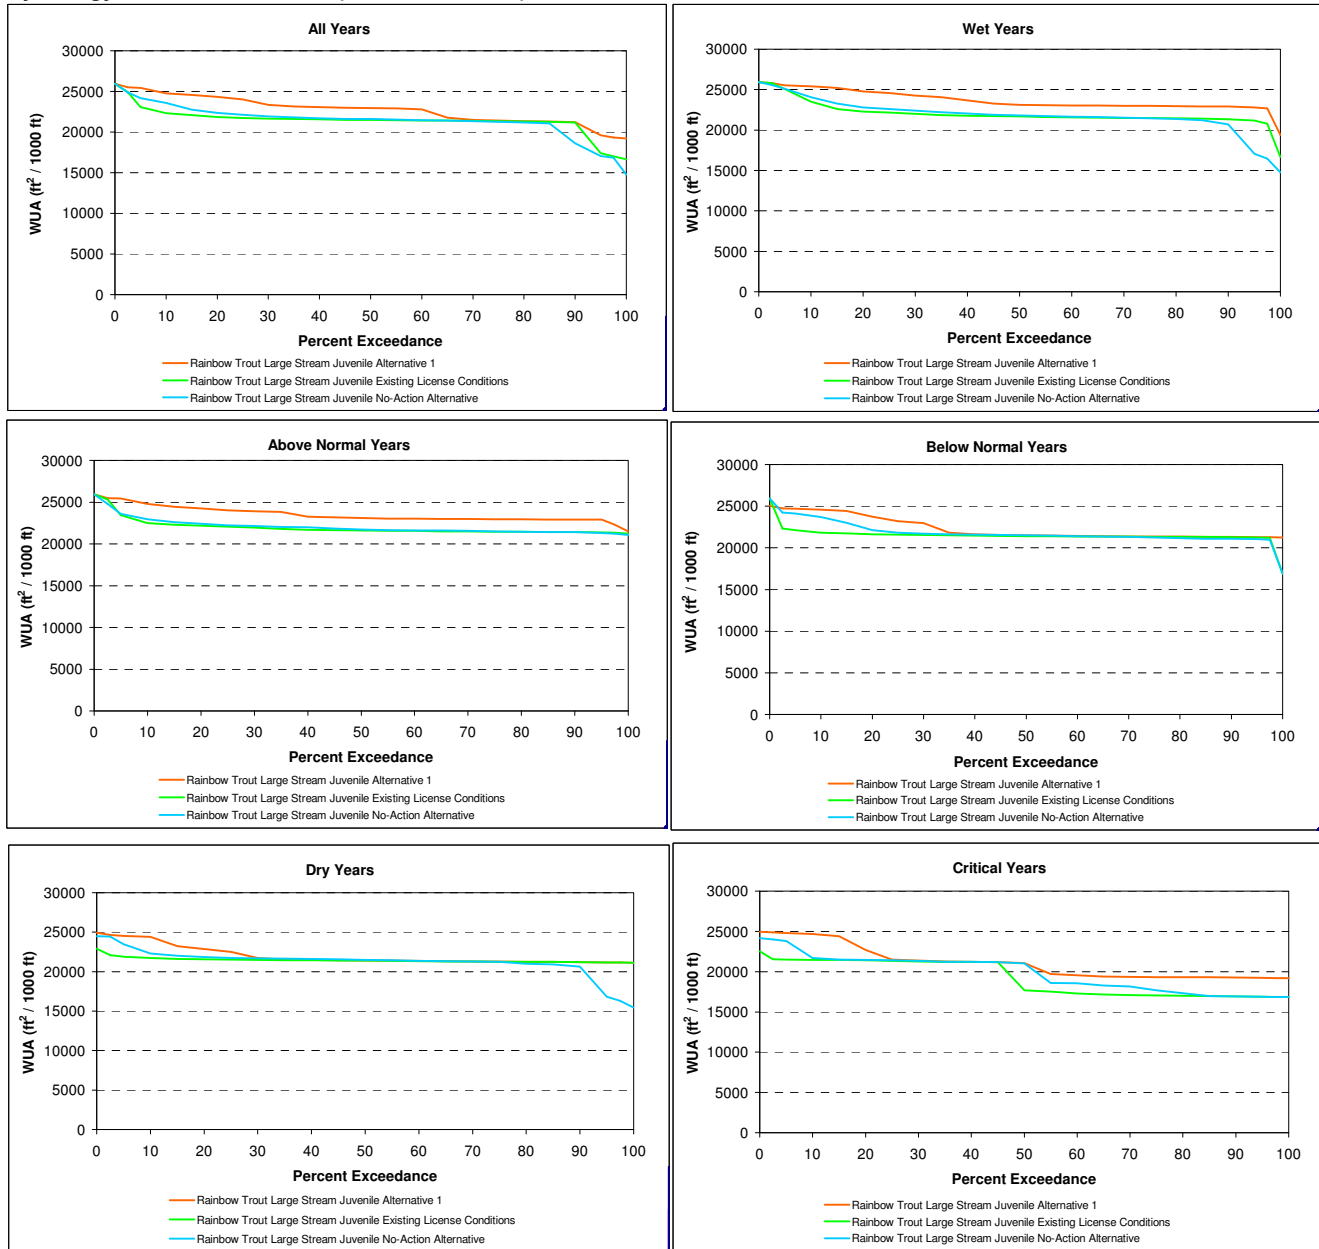 All Years
30000
25000
20000
15000
10000
5000
0
WUA (ft² / 1000 ft)
0 10 20 30 40 50 60 70 80 90 100
Percent Exceedance
Rainbow Trout Large Stream Juvenile Alternative 1
Rainbow Trout Large Stream Juvenile Existing License Conditions
Rainbow Trout Large Stream Juvenile No-Action Alternative
Wet Years
30000
25000
20000
15000
10000
5000
0
WUA (ft² / 1000 ft)
0 10 20 30 40 50 60 70 80 90 100
Percent Exceedance
Rainbow Trout Large Stream Juvenile Alternative 1
Rainbow Trout Large Stream Juvenile Existing License Conditions
Rainbow Trout Large Stream Juvenile No-Action Alternative
Above Normal Years
30000
25000
20000
15000
10000
5000
0
WUA (ft² / 1000 ft)
0 10 20 30 40 50 60 70 80 90 100
Percent Exceedance
Rainbow Trout Large Stream Juvenile Alternative 1
Rainbow Trout Large Stream Juvenile Existing License Conditions
Rainbow Trout Large Stream Juvenile No-Action Alternative
Below Normal Years
30000
25000
20000
15000
10000
5000
0
WUA (ft² / 1000 ft)
0 10 20 30 40 50 60 70 80 90 100
Percent Exceedance
Rainbow Trout Large Stream Juvenile Alternative 1
Rainbow Trout Large Stream Juvenile Existing License Conditions
Rainbow Trout Large Stream Juvenile No-Action Alternative
Dry Years
30000
25000
20000
15000
10000
5000
0
WUA (ft² / 1000 ft)
0 10 20 30 40 50 60 70 80 90 100
Percent Exceedance
Rainbow Trout Large Stream Juvenile Alternative 1
Rainbow Trout Large Stream Juvenile Existing License Conditions
Rainbow Trout Large Stream Juvenile No-Action Alternative
Critical Years
30000
25000
20000
15000
10000
5000
0
WUA (ft² / 1000 ft)
0 10 20 30 40 50 60 70 80 90 100
Percent Exceedance
Rainbow Trout Large Stream Juvenile Alternative 1
Rainbow Trout Large Stream Juvenile Existing License Conditions
Rainbow Trout Large Stream Juvenile No-Action Alternative